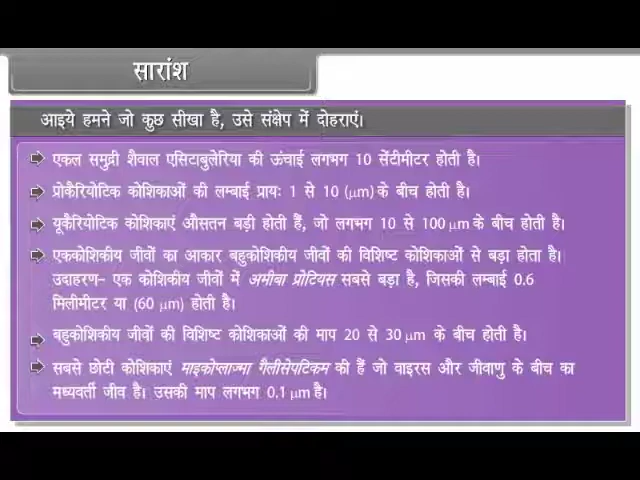 सारांश
आइये हमने जो कुछ सीखा है, उसे संक्षेप में दोहराएं।
एकल समुद्री शैवाल एसिटाबुलेरिया की ऊंचाई लगभग 10 सेंटीमीटर होती है।
प्रोकैरियोटिक कोशिकाओं की लम्बाई प्रायः 1 से 10 (μm) के बीच होती है।
यूकैरियोटिक कोशिकाएं औसतन बड़ी होती हैं, जो लगभग 10 से 100 μm के बीच होती है।
एककोशिकीय जीवों का आकार बहुकोशिकीय जीवों की विशिष्ट कोशिकाओं से बड़ा होता है।
उदाहरण– एक कोशिकीय जीवों में अमीबा प्रोटियस सबसे बड़ा है, जिसकी लम्बाई 0.6
मिलीमीटर या (60 μm) होती है।
बहुकोशिकीय जीवों की विशिष्ट कोशिकाओं की माप 20 से 30 μm के बीच होती है।
सबसे छोटी कोशिकाएं माइकोप्लाज्मा गैलीसेपटिकम की हैं जो वाइरस और जीवाणु के बीच का
मध्यवर्ती जीव है। उसकी माप लगभग 0.1 μm है।